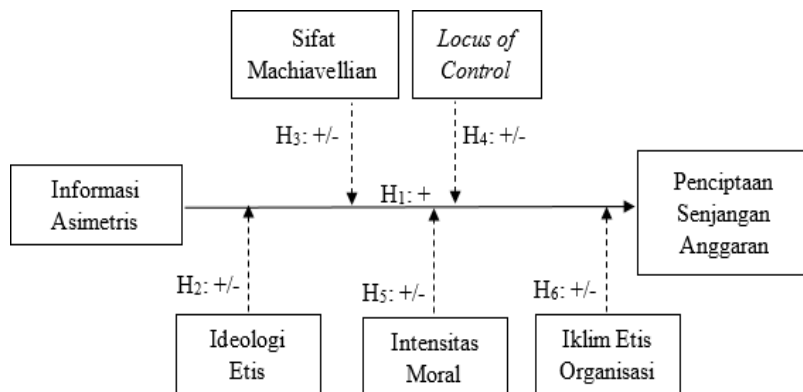 Sifat
Machiavellian
Locus of
Control
H₃: +/-
H₄: +/-
Informasi
Asimetris
H₁: +
Penciptaan
Senjangan
Anggaran
H₂: +/-
H₅: +/-
H₆: +/-
Ideologi
Etis
Intensitas
Moral
Iklim Etis
Organisasi